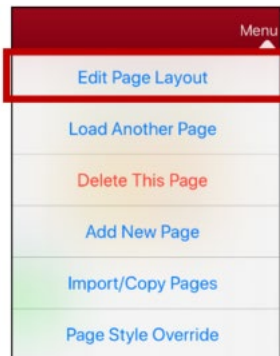 Menu
Edit Page Layout
Load Another Page
Delete This Page
Add New Page
Import/Copy Pages
Page Style Override